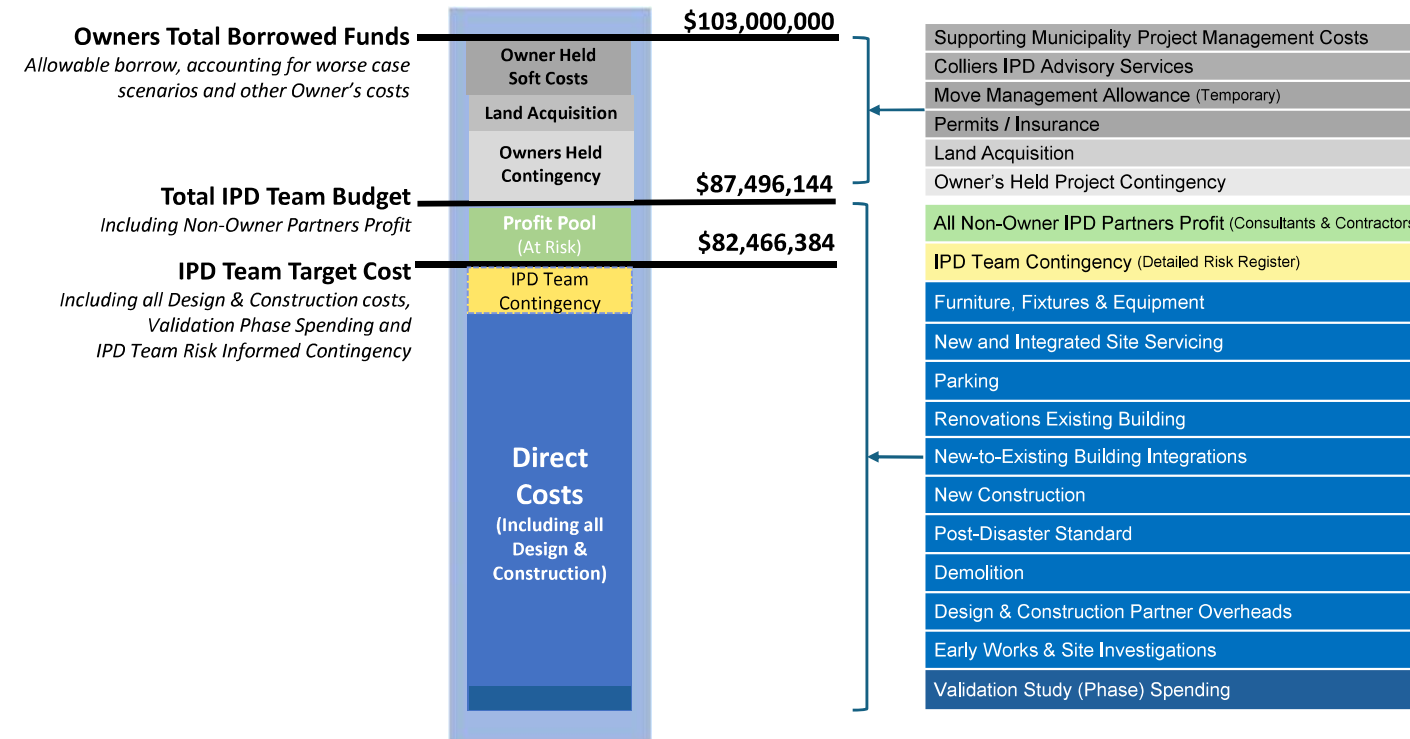 Owners Total Borrowed Funds
Allowable borrow, accounting for worse case
scenarios and other Owner's costs
Total IPD Team Budget
Including Non-Owner Partners Profit
IPD Team Target Cost
Including all Design & Construction costs,
Validation Phase Spending and
IPD Team Risk Informed Contingency
$103,000,000
$87,496,144
$82,466,384
Owner Held
Soft Costs
Land Acquisition
Owners Held
Contingency
Profit Pool
(At Risk)
IPD Team
Contingency
Direct
Costs
(Including all
Design &
Construction)
Supporting Municipality Project Management Costs
Colliers IPD Advisory Services
Move Management Allowance (Temporary)
Permits / Insurance
Land Acquisition
Owner's Held Project Contingency
All Non-Owner IPD Partners Profit (Consultants & Contractors
IPD Team Contingency (Detailed Risk Register)
Furniture, Fixtures & Equipment
New and Integrated Site Servicing
Parking
Renovations Existing Building
New-to-Existing Building Integrations
New Construction
Post-Disaster Standard
Demolition
Design & Construction Partner Overheads
Early Works & Site Investigations
Validation Study (Phase) Spending